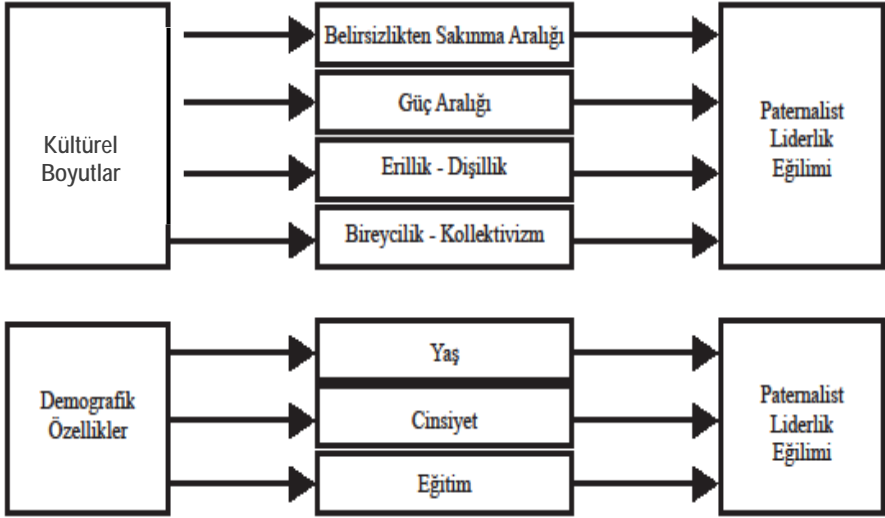 Kültürel
Boyutlar
Belirsizlikten Sakınma Aralığı
Güç Aralığı
Erillik - Dişillik
Bireycilik - Kollektivizm
Paternalist
Liderlik
Eğilimi
Demografik
Özellikler
Yaş
Cinsiyet
Eğitim
Paternalist
Liderlik
Eğilimi